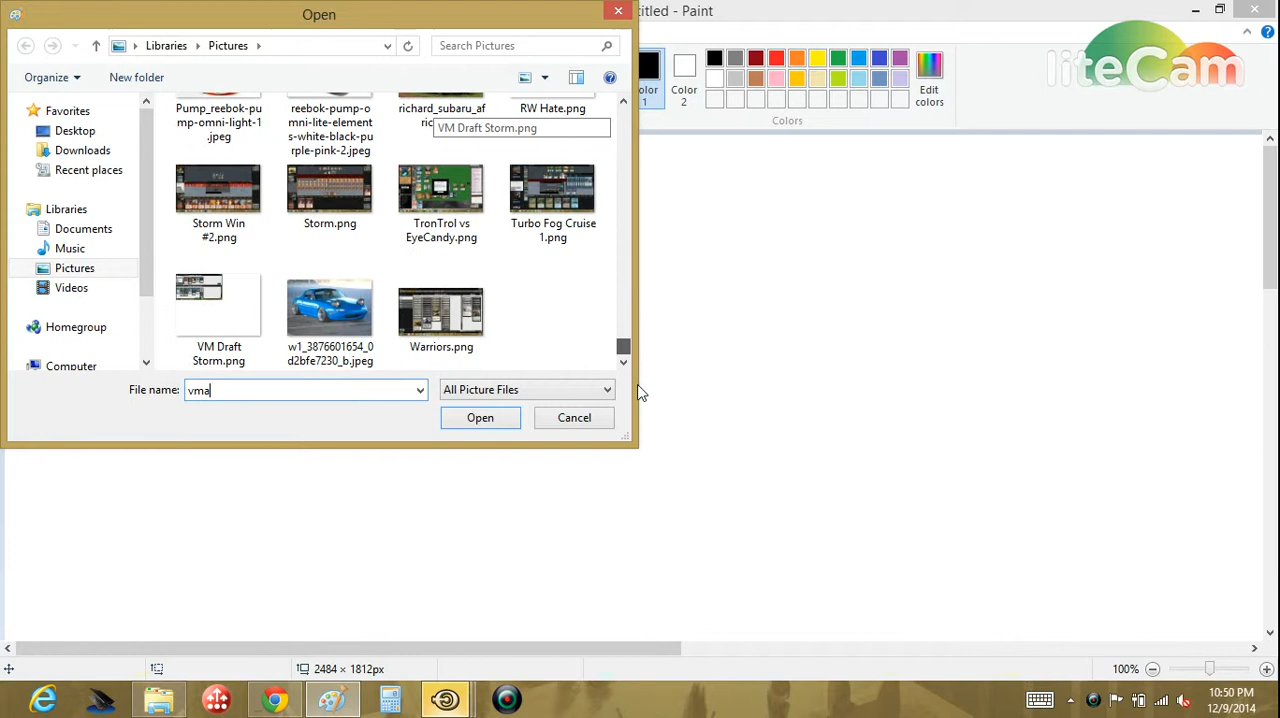 Open
ntitled - Paint
Libraries
Pictures
Search Pictures
Organize
New folder
Favorites
Desktop
Downloads
Recent places
Libraries
Documents
Music
Pictures
Videos
Homegroup
Computer
Pump_reebok-pu
mp-omni-light-1
.jpeg
reebok-pump-o
mni-lite-element
s-white-black-pu
rple-pink-2.jpeg
richard_subaru_af
RW Hate.png
VM Draft Storm.png
Storm Win
#2.png
Storm.png
TronTrol vs
EyeCandy.png
Turbo Fog Cruise
1.png
VM Draft
Storm.png
w1_3876601654_0
d2bfe7230_b.jpeg
Warriors.png
File name:
vma
All Picture Files
Open
Cancel
olor
1
Color
2
Edit
colors
Colors
liteCam
2484 × 1812px
100%
10:50 PM
12/9/2014